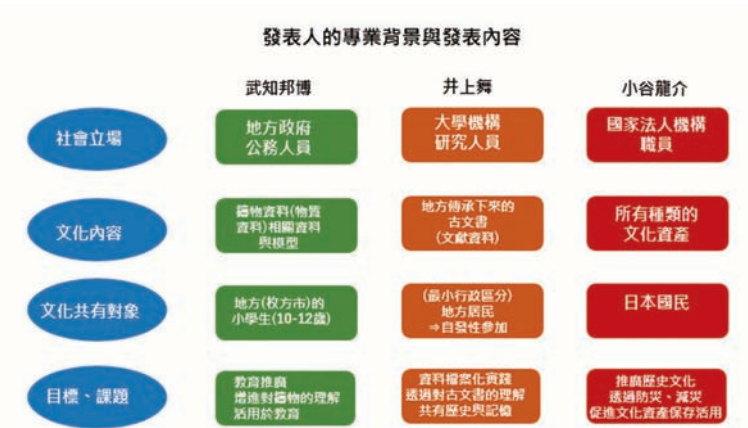 發表人的專業背景與發表內容
武知邦博
井上舞
小谷龍介
社會立場
地方政府
公務人員
大學機構
研究人員
國家法人機構
職員
文化內容
鑄物資料(物質
資料)相關資料
與模型
地方傳承下來的
古文書
(文獻資料)
所有種類的
文化資產
文化共有對象
地方(枚方市)的
小學生(10-12歲)
(最小行政區分)
地方居民
⇒自發性參加
日本國民
目標、課題
教育推廣
增進對鑄物的理解
活用於教育
資料檔案化實踐
透過對古文書的理解
共有歷史與記憶
推廣歷史文化
透過防災、減災
促進文化資產保存活用